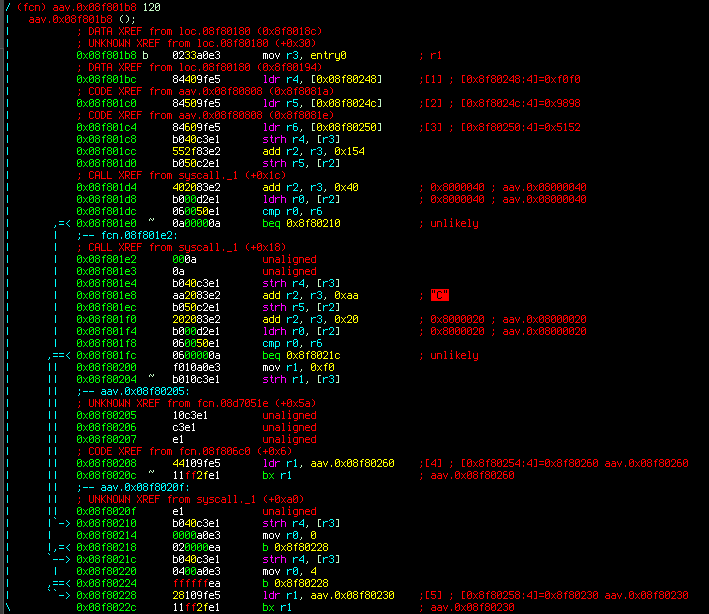 / (fcn) aav.0x08f801b8 120
aav.0x08f801b8 ();
| ; DATA XREF from loc.08f80180 (0x8f8018c)
| ; UNKNOWN XREF from loc.08f80180 (+0x30)
| 0x08f801b8 b 0233a0e3 mov r3, entry0 ; r1
| ; DATA XREF from loc.08f80180 (0x8f80194)
| 0x08f801bc 84409fe5 ldr r4, [0x08f80248] ;[1] ; [0x8f80248:4]=0xf0f0
| ; CODE XREF from aav.0x08f80808 (0x8f8081a)
| 0x08f801c0 84509fe5 ldr r5, [0x08f8024c] ;[2] ; [0x8f8024c:4]=0x9898
| ; CODE XREF from aav.0x08f80808 (0x8f8081e)
| 0x08f801c4 84609fe5 ldr r6, [0x08f80250] ;[3] ; [0x8f80250:4]=0x5152
| 0x08f801c8 b040c3e1 strh r4, [r3]
| 0x08f801cc 552f83e2 add r2, r3, 0x154
| 0x08f801d0 b050c2e1 strh r5, [r2]
| ; CALL XREF from syscall._1 (+0x1c)
| 0x08f801d4 402083e2 add r2, r3, 0x40 ; 0x8000040 ; aav.0x08000040
| 0x08f801d8 b000d2e1 ldrh r0, [r2] ; 0x8000040 ; aav.0x08000040
| 0x08f801dc 060050e1 cmp r0, r6
| ,=< 0x08f801e0 ~ 0a00000a beq 0x8f80210 ; unlikely
| | ;-- fcn.08f801e2:
| | ; CALL XREF from syscall._1 (+0x18)
| | 0x08f801e2 000a unaligned
| | 0x08f801e3 0a unaligned
| | 0x08f801e4 b040c3e1 strh r4, [r3]
| | 0x08f801e8 aa2083e2 add r2, r3, 0xaa ; "C"
| | 0x08f801ec b050c2e1 strh r5, [r2]
| | 0x08f801f0 202083e2 add r2, r3, 0x20 ; 0x8000020 ; aav.0x08000020
| | 0x08f801f4 b000d2e1 ldrh r0, [r2] ; 0x8000020 ; aav.0x08000020
| | 0x08f801f8 060050e1 cmp r0, r6
| ,==< 0x08f801fc 0600000a beq 0x8f8021c ; unlikely
| || 0x08f80200 f010a0e3 mov r1, 0xf0
| || 0x08f80204 ~ b010c3e1 strh r1, [r3]
| || ;-- aav.0x08f80205:
| || ; UNKNOWN XREF from fcn.08d7051e (+0x5a)
| || 0x08f80205 10c3e1 unaligned
| || 0x08f80206 c3e1 unaligned
| || 0x08f80207 e1 unaligned
| || ; CODE XREF from fcn.08f806c0 (+0x6)
| || 0x08f80208 44109fe5 ldr r1, aav.0x08f80260 ;[4] ; [0x8f80254:4]=0x8f80260 aav.0x08f80260
| || 0x08f8020c ~ 11ff2fe1 bx r1 ; aav.0x08f80260
| || ;-- aav.0x08f8020f:
| || ; UNKNOWN XREF from syscall._1 (+0xa0)
| || 0x08f8020f e1 unaligned
| |`-> 0x08f80210 b040c3e1 strh r4, [r3]
| | 0x08f80214 0000a0e3 mov r0, 0
| |,=< 0x08f80218 020000ea b 0x8f80228
| `--> 0x08f8021c b040c3e1 strh r4, [r3]
| | 0x08f80220 0400a0e3 mov r0, 4
| ,==< 0x08f80224 ffffffea b 0x8f80228
| ``-> 0x08f80228 28109fe5 ldr r1, aav.0x08f80230 ;[5] ; [0x8f80258:4]=0x8f80230 aav.0x08f80230
\ 0x08f8022c 11ff2fe1 bx r1 ; aav.0x08f80230